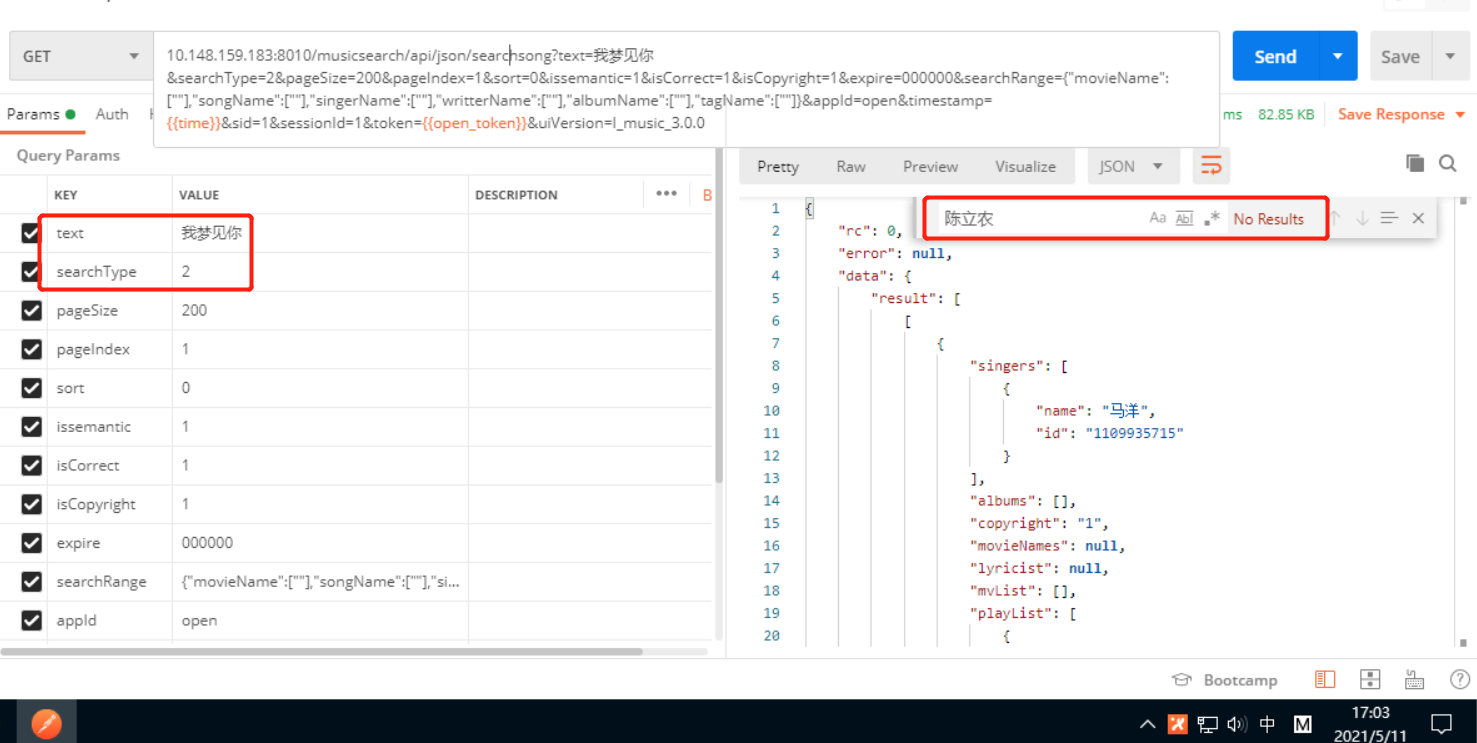 GET
10.148.159.183:8010/musicsearch/api/json/searchsong?text=我梦见你
&searchType=2&pageSize=200&pageIndex=1&sort=0&issemantic=1&isCorrect=1&isCopyright=1&expire=000000&searchRange={"movieName":
[""],"songName":[""],"singerName":[""],"writterName":[""],"albumName":[""],"tagName":[""]}&appId=open&timestamp=
{{time}}&sid=1&sessionId=1&token={{open_token}}&uiVersion=l_music_3.0.0
Send
Save
Params
Auth
ms 82.85 KB
Save Response
Query Params
KEY VALUE DESCRIPTION
text 我梦见你
searchType 2
pageSize 200
pageIndex 1
sort 0
issemantic 1
isCorrect 1
isCopyright 1
expire 000000
searchRange {"movieName":[""],"songName":[""],"si...
appId open
Pretty Raw Preview Visualize JSON
陈立农 Aa Abl .* No Results
1 {
2 "rc": 0,
3 "error": null,
4 "data": {
5 "result": [
6 [
7 {
8 "singers": [
9 {
10 "name": "马洋",
11 "id": "1109935715"
12 }
13 ],
14 "albums": [],
15 "copyright": "1",
16 "movieNames": null,
17 "lyricist": null,
18 "mvList": [],
19 "playList": [
20 {
Bootcamp
中 M
17:03
2021/5/11